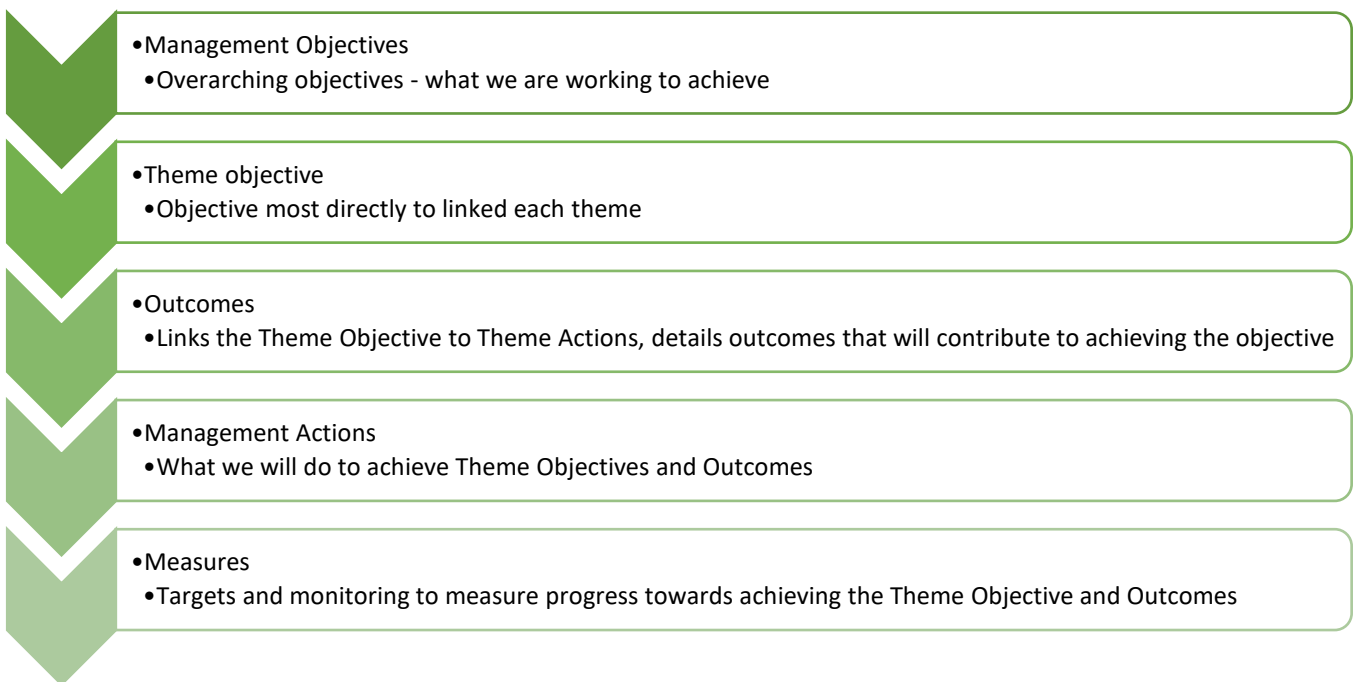 •Management Objectives
•Overarching objectives - what we are working to achieve
•Theme objective
•Objective most directly to linked each theme
•Outcomes
•Links the Theme Objective to Theme Actions, details outcomes that will contribute to achieving the objective
•Management Actions
•What we will do to achieve Theme Objectives and Outcomes
•Measures
•Targets and monitoring to measure progress towards achieving the Theme Objective and Outcomes